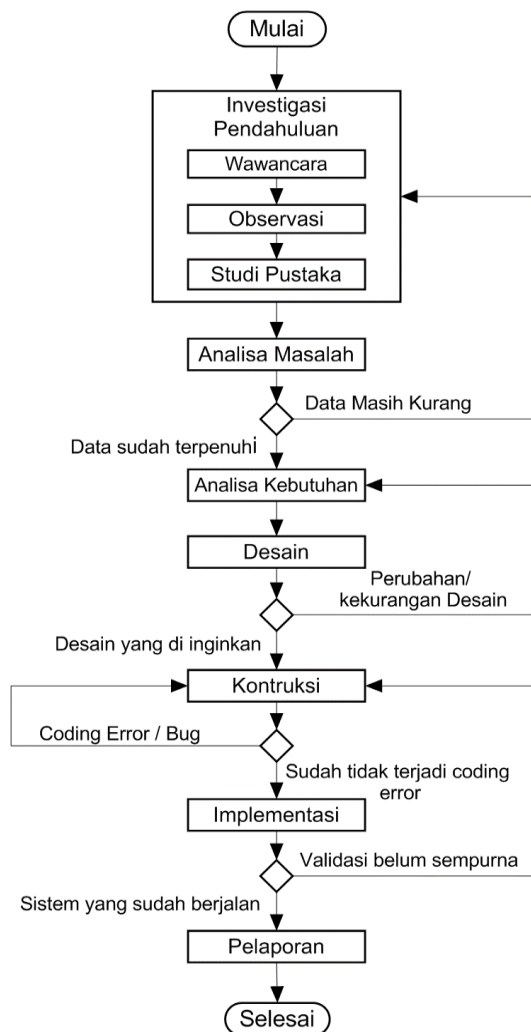 Mulai
Investigasi
Pendahuluan
Wawancara
Observasi
Studi Pustaka
Analisa Masalah
Data Masih Kurang
Data sudah terpenuhi
Analisa Kebutuhan
Desain
Perubahan/
kekurangan Desain
Desain yang di inginkan
Kontruksi
Coding Error / Bug
Sudah tidak terjadi coding
error
Implementasi
Validasi belum sempurna
Sistem yang sudah berjalan
Pelaporan
Selesai